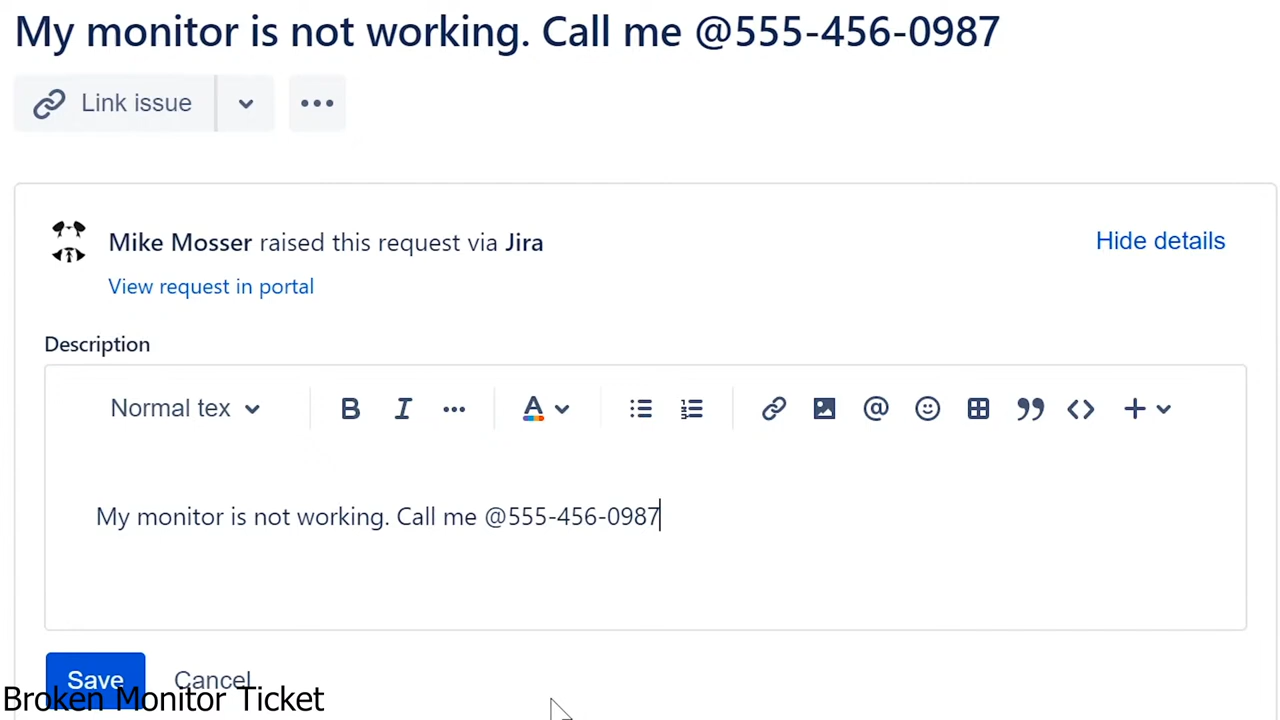 My monitor is not working. Call me @555-456-0987
Link issue
Mike Mosser raised this request via Jira
Hide details
View request in portal
Description
Normal tex
My monitor is not working. Call me @555-456-0987
Save
Cancel
Broken Monitor Ticket